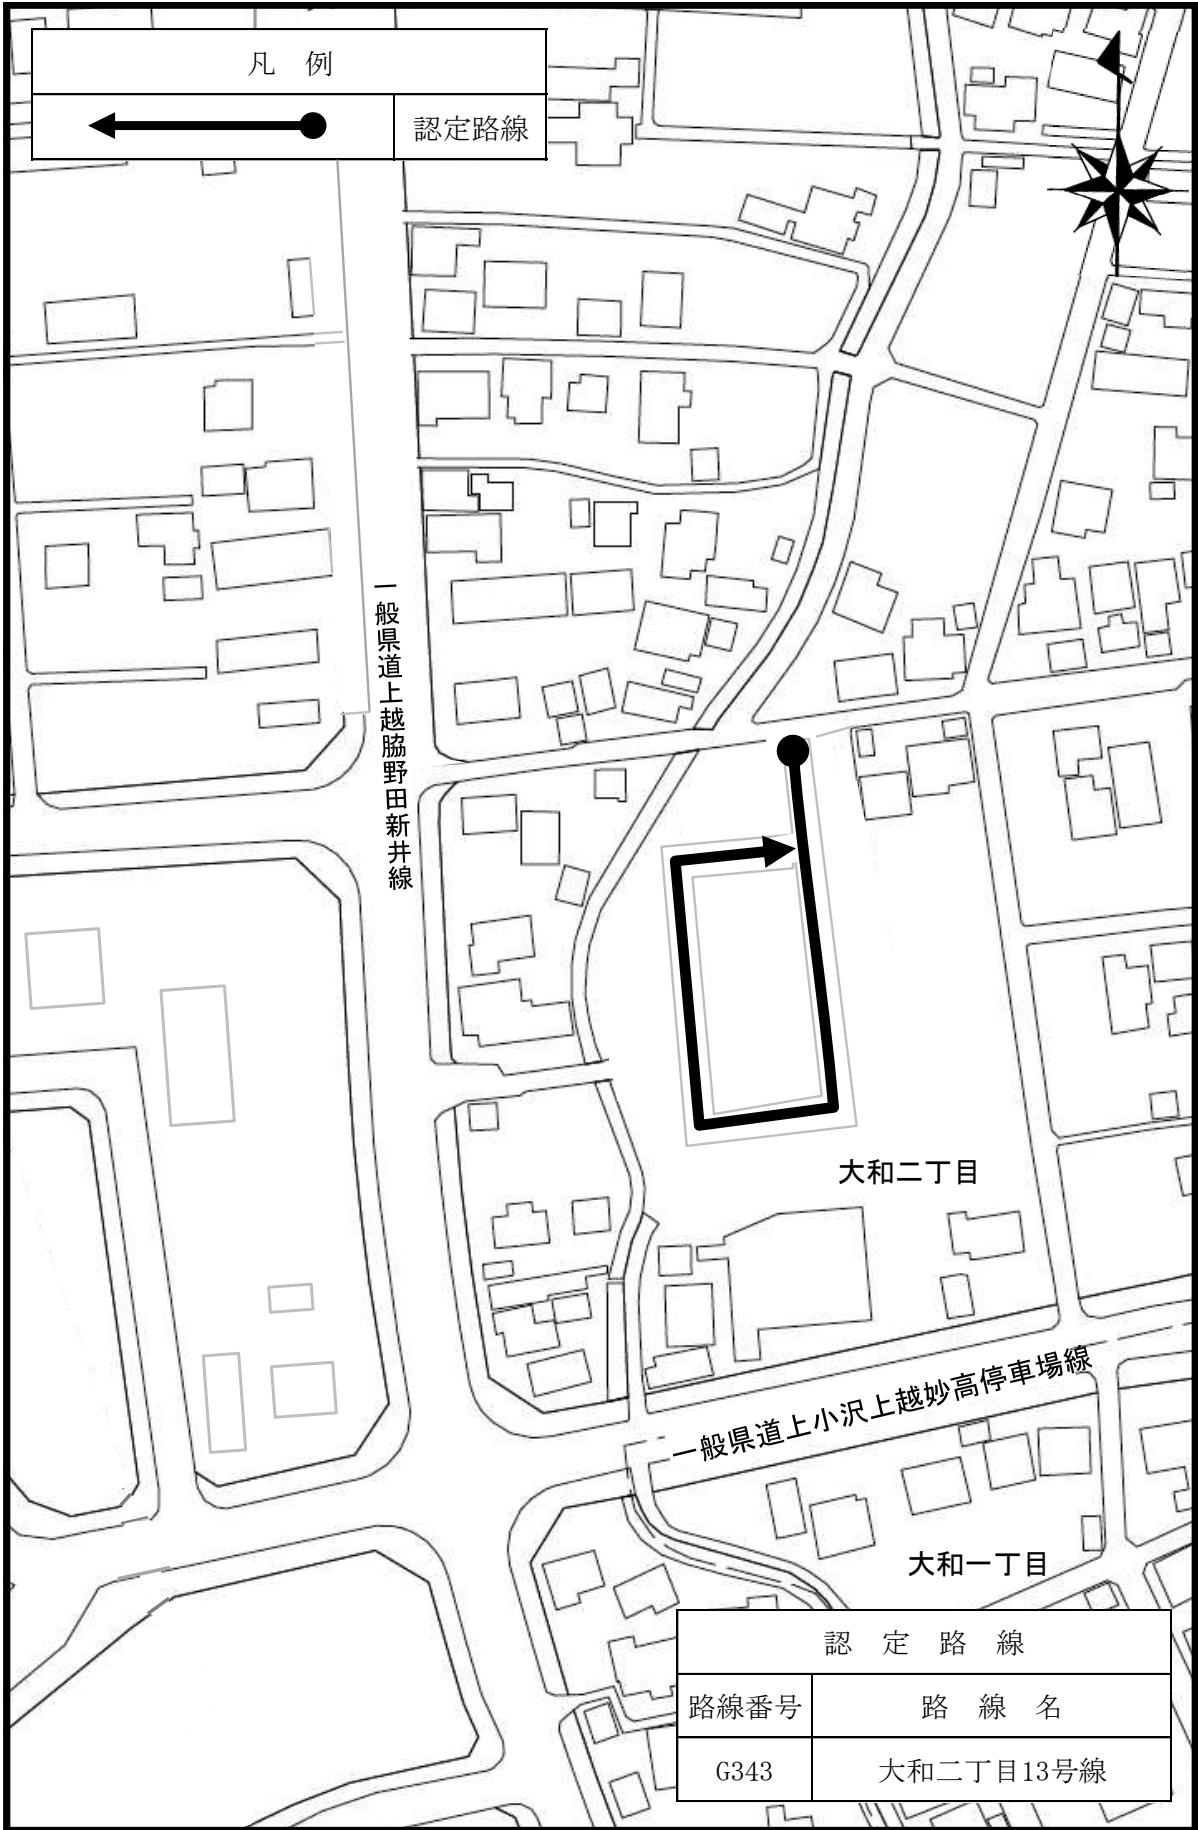 凡　例
認定路線
一般県道上越脇野田新井線
大和二丁目
一般県道上小沢上越妙高停車場線
大和一丁目
認　定　路　線
路線番号　路　線　名
G343　大和二丁目13号線